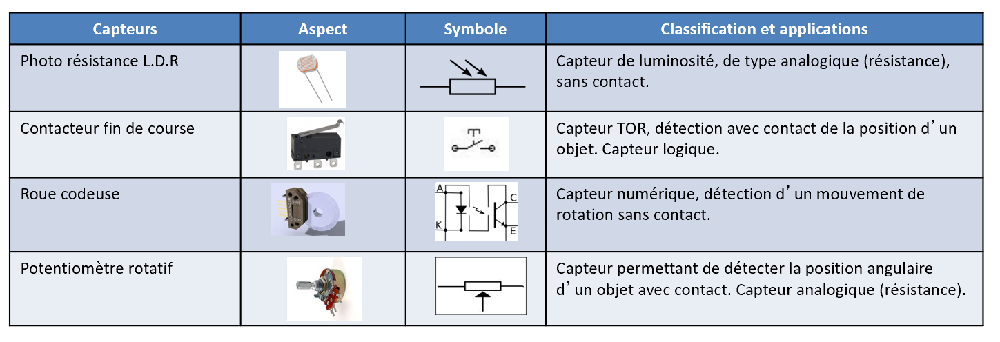 Capteurs Aspect Symbole Classification et applications
Photo résistance L.D.R
Capteur de luminosité, de type analogique (résistance),
sans contact.
Contacteur fin de course
Capteur TOR, détection avec contact de la position d’un
objet. Capteur logique.
Roue codeuse
A
K
C
E
Capteur numérique, détection d’un mouvement de
rotation sans contact.
Potentiomètre rotatif
Capteur permettant de détecter la position angulaire
d’un objet avec contact. Capteur analogique (résistance).